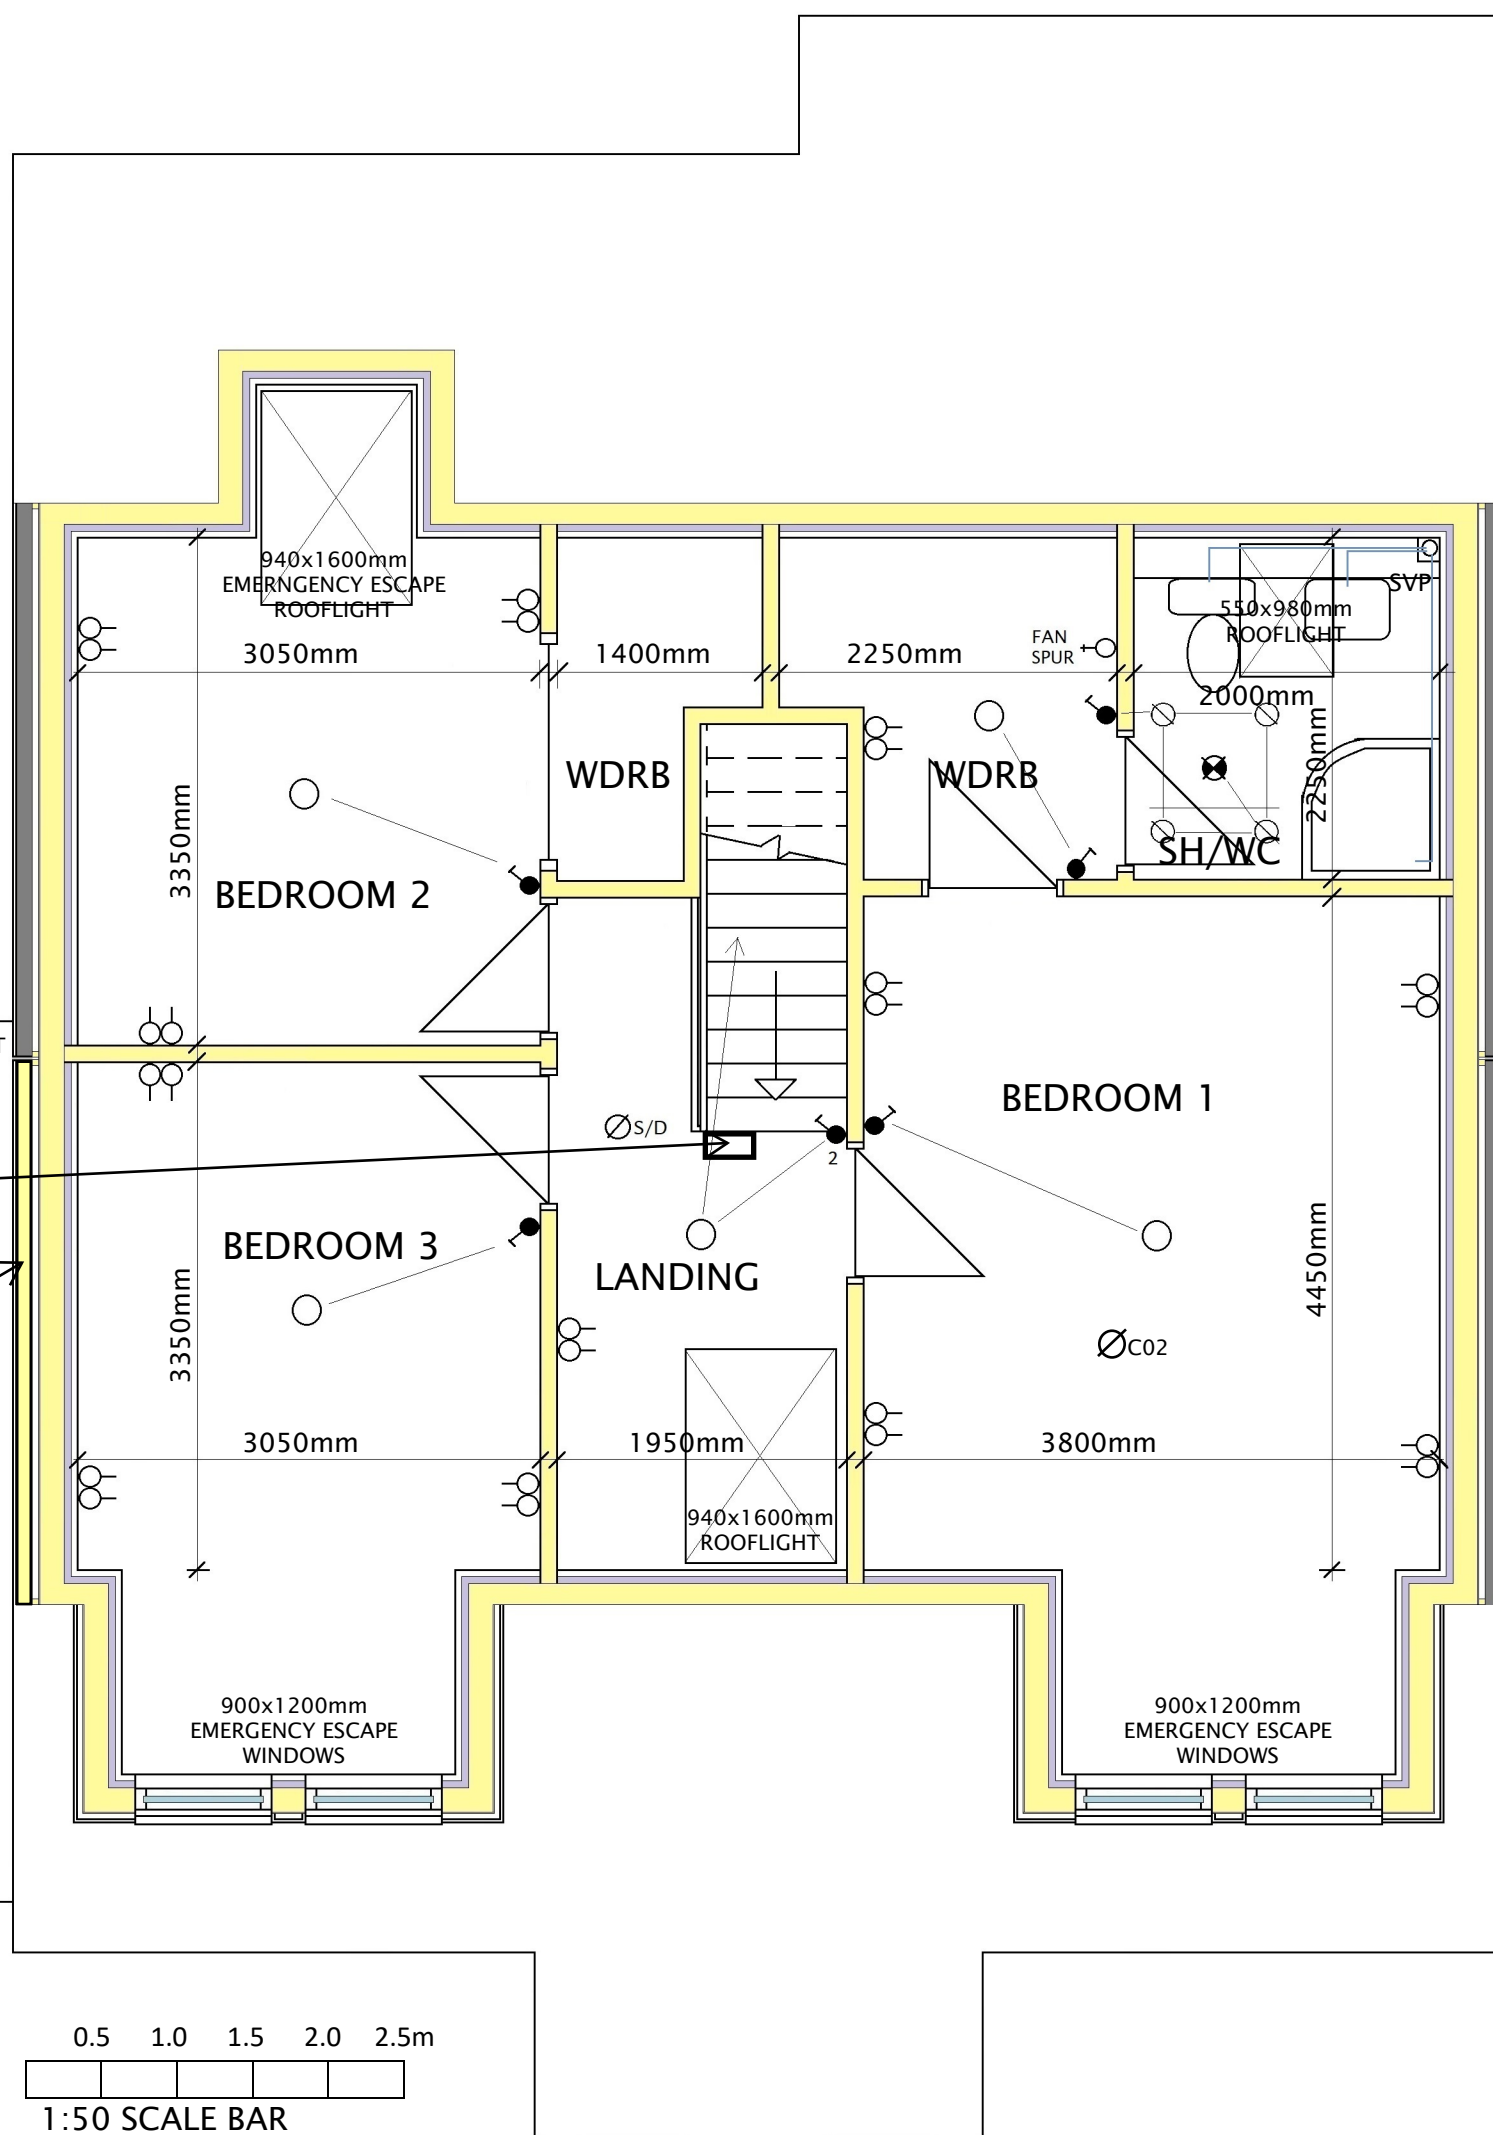 940x1600mm
EMERNGENCY ESCAPE
ROOFLIGHT
SVP
550x980mm
ROOFLIGHT
FAN
SPUR
3050mm
1400mm
2250mm
2000mm
2250mm
WDRB
WDRB
3350mm
SH/WC
BEDROOM 2
BEDROOM 1
S/D
2
BEDROOM 3
LANDING
3350mm
4450mm
C02
3050mm
1950mm
3800mm
940x1600mm
ROOFLIGHT
900x1200mm
EMERGENCY ESCAPE
WINDOWS
900x1200mm
EMERGENCY ESCAPE
WINDOWS
0.5 1.0 1.5 2.0 2.5m
1:50 SCALE BAR